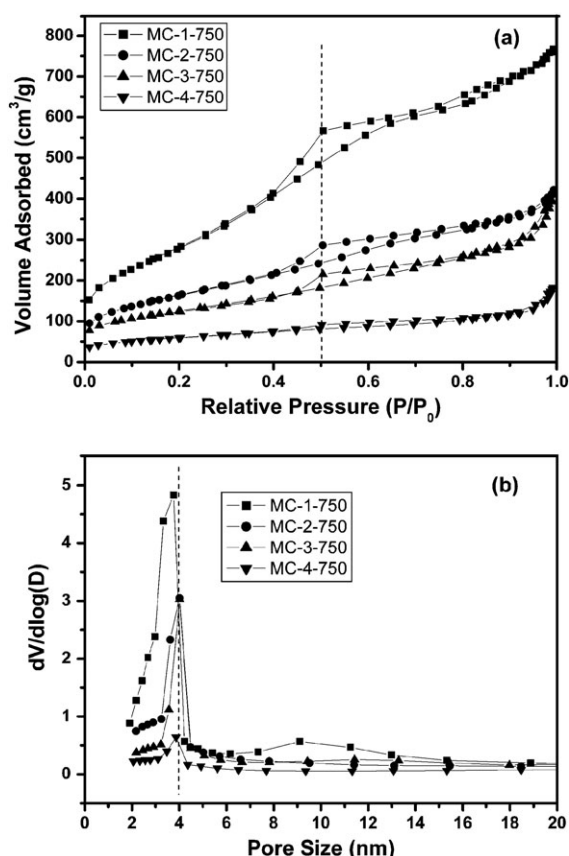 (a)
MC-1-750
MC-2-750
MC-3-750
MC-4-750
Volume Adsorbed (cm³/g)
800
700
600
500
400
300
200
100
0
0.0 0.2 0.4 0.6 0.8 1.0
Relative Pressure (P/P₀)
(b)
MC-1-750
MC-2-750
MC-3-750
MC-4-750
dV/dlog(D)
5
4
3
2
1
0
0 2 4 6 8 10 12 14 16 18 20
Pore Size (nm)